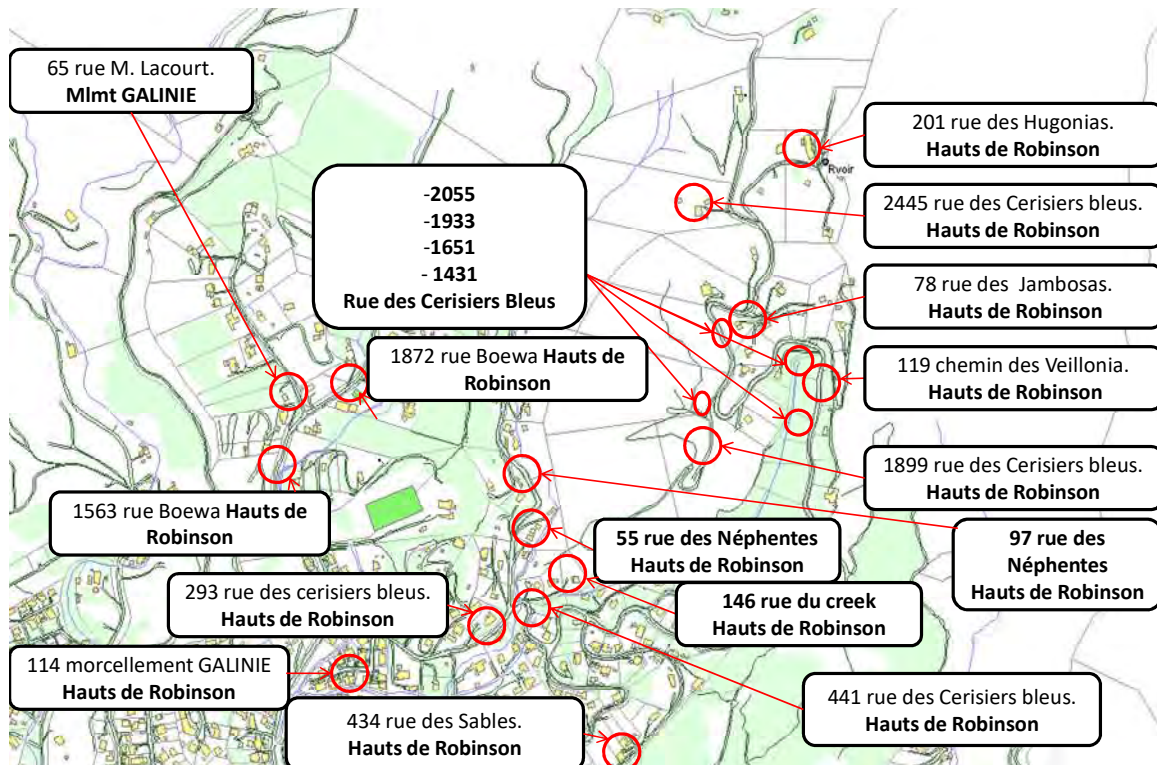 65 rue M. Lacourt.
Mlmt GALINIE
201 rue des Hugonias.
Hauts de Robinson
Rvoir
-2055
-1933
-1651
- 1431
Rue des Cerisiers Bleus
2445 rue des Cerisiers bleus.
Hauts de Robinson
78 rue des Jambosas.
Hauts de Robinson
1872 rue Boewa Hauts de
Robinson
119 chemin des Veillonia.
Hauts de Robinson
1899 rue des Cerisiers bleus.
Hauts de Robinson
1563 rue Boewa Hauts de
Robinson
55 rue des Néphentes
Hauts de Robinson
97 rue des
Néphentes
Hauts de Robinson
293 rue des cerisiers bleus.
Hauts de Robinson
146 rue du creek
Hauts de Robinson
114 morcellement GALINIE
Hauts de Robinson
441 rue des Cerisiers bleus.
Hauts de Robinson
434 rue des Sables.
Hauts de Robinson